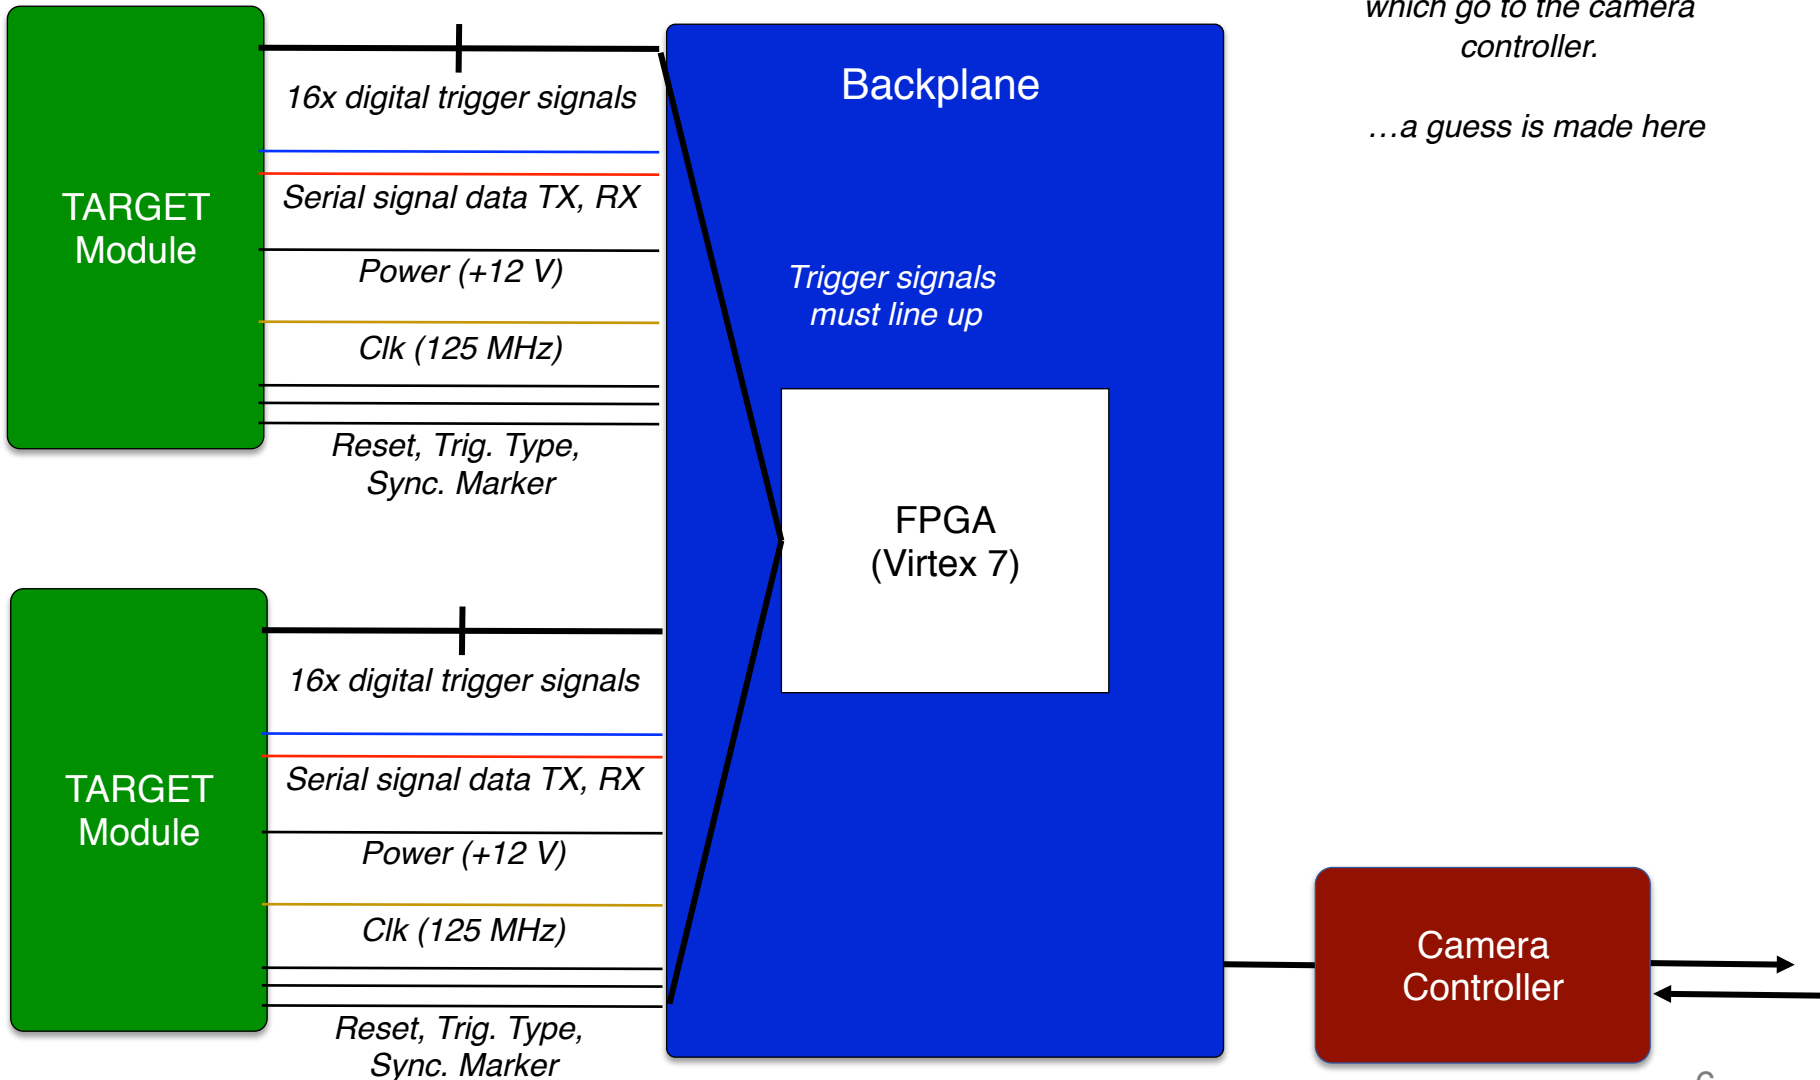 which go to the camera
controller.
…a guess is made here
Backplane
16x digital trigger signals
TARGET
Module
Serial signal data TX, RX
Power (+12 V)
Trigger signals
must line up
Clk (125 MHz)
Reset, Trig. Type,
Sync. Marker
FPGA
(Virtex 7)
16x digital trigger signals
TARGET
Module
Serial signal data TX, RX
Power (+12 V)
Clk (125 MHz)
Reset, Trig. Type,
Sync. Marker
Camera
Controller